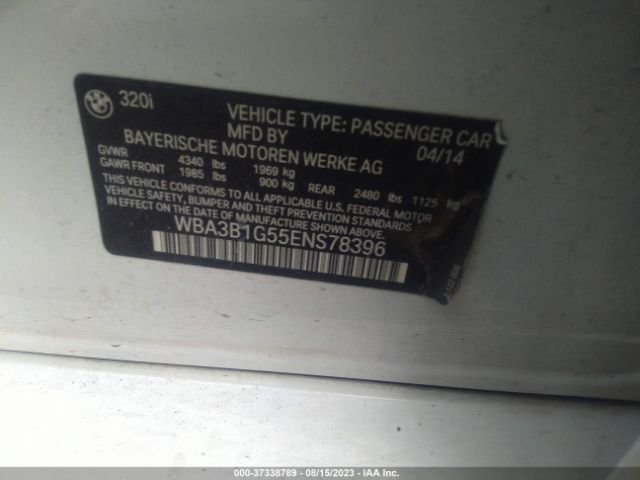 BMW 320i
VEHICLE TYPE: PASSENGER CAR
MFD BY 04/14
BAYERISCHE MOTOREN WERKE AG
GVWR 4340 lbs 1969 kg
GAWR FRONT 1985 lbs 900 kg REAR 2480 lbs 1125 kg
THIS VEHICLE CONFORMS TO ALL APPLICABLE U.S. FEDERAL MOTOR
VEHICLE SAFETY, BUMPER AND THEFT PREVENTION STANDARDS
IN EFFECT ON THE DATE OF MANUFACTURE SHOWN ABOVE.
WBA3B1G55ENS78396
000-37338789 - 08/15/2023 - IAA Inc.